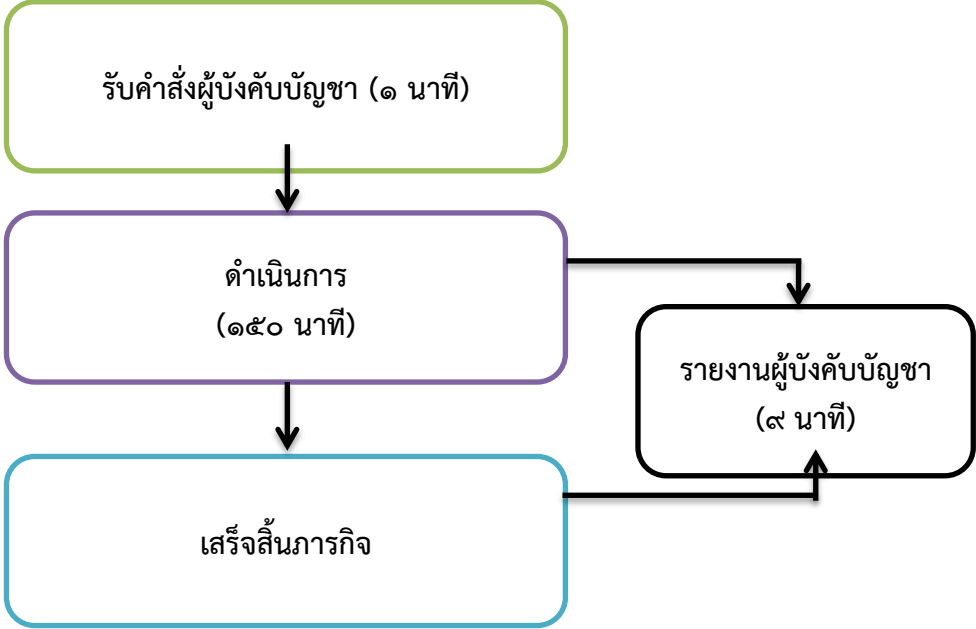 รับคำสั่งผู้บังคับบัญชา (๑ นาที)
ดำเนินการ
(๑๕๐ นาที)
รายงานผู้บังคับบัญชา
(๙ นาที)
เสร็จสิ้นภารกิจ